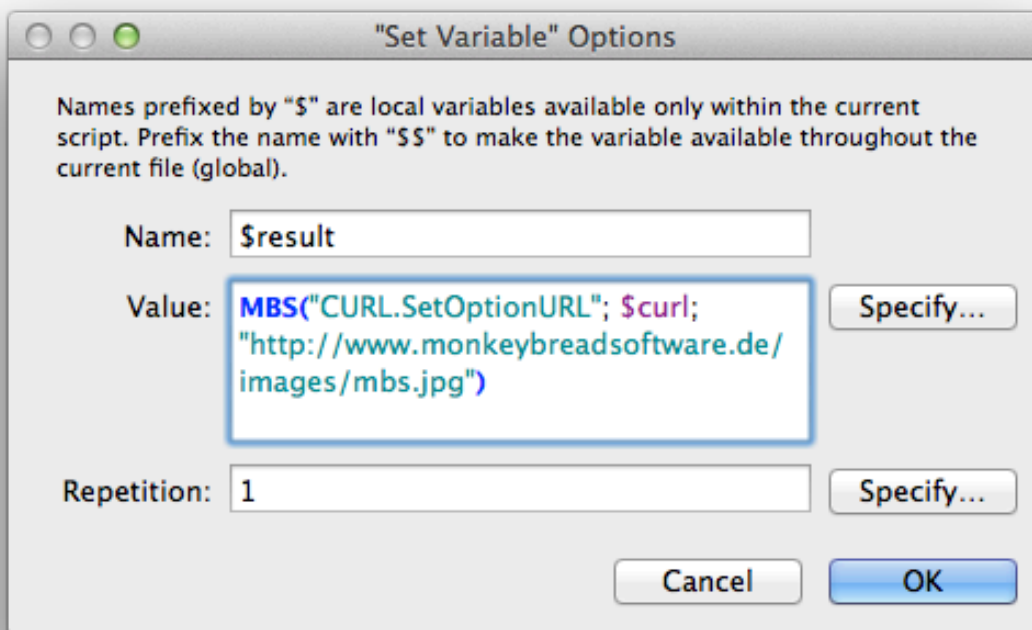 "Set Variable" Options
Names prefixed by “$” are local variables available only within the current
script. Prefix the name with “$$” to make the variable available throughout the
current file (global).
Name: $result
Value: MBS("CURL.SetOptionURL"; $curl; Specify...
"http://www.monkeybreadsoftware.de/
images/mbs.jpg")
Repetition: 1 Specify...
Cancel OK